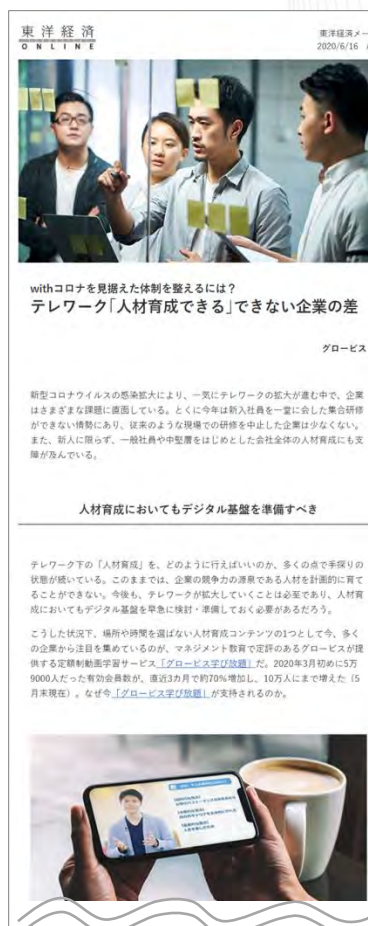 東洋経済
ONLINE
東洋経済メー
2020/6/16
withコロナを見据えた体制を整えるには?
テレワーク「人材育成できる」できない企業の差
グロービス
新型コロナウイルスの感染拡大により、一気にテレワークの拡大が進む中で、企業
はさまざまな課題に直面している。とくに今年は新入社員を一堂に会した集合研修
ができない情勢にあり、従来のような現場での研修を中止した企業は少なくない。
また、新人に限らず、一般社員や中堅層をはじめとした会社全体の人材育成にも支
障が及んでいる。
人材育成においてもデジタル基盤を準備すべき
テレワーク下の「人材育成」を、どのように行えばいいのか、多くの点で手探りの
状態が続いている。このままでは、企業の競争力の源泉である人材を計画的に育て
ることができない。今後も、テレワークが拡大していくことは必至であり、人材育
成においてもデジタル基盤を早急に検討・準備しておく必要があるだろう。
こうした状況下、場所や時間を選ばない人材育成コンテンツの1つとして今、多く
の企業から注目を集めているのが、マネジメント教育で定評のあるグロービスが提
供する定額制動画学習サービス「グロービス学び放題」だ。2020年3月初めに5万
9000人だった有効会員数が、直近3カ月で約70%増加し、10万人にまで増えた(5
月末現在)。なぜ今「グロービス学び放題」が支持されるのか。